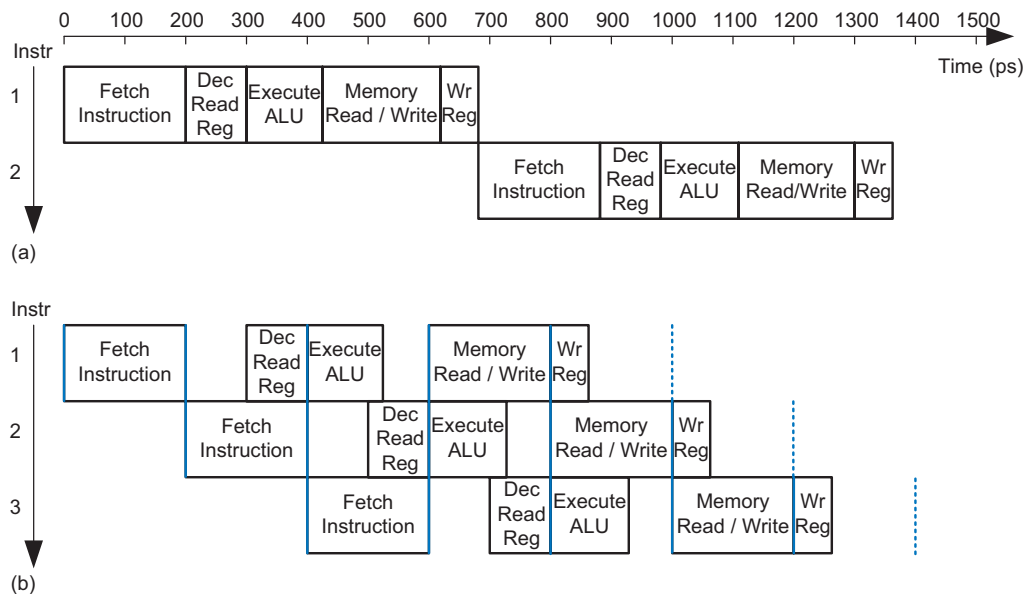 0 100 200 300 400 500 600 700 800 900 1000 1100 1200 1300 1400 1500
Instr
Time (ps)
1
Fetch
Instruction
Dec
Read
Reg
Execute
ALU
Memory
Read / Write
Wr
Reg
2
Fetch
Instruction
Dec
Read
Reg
Execute
ALU
Memory
Read/Write
Wr
Reg
(a)
Instr
1
Fetch
Instruction
Dec
Read
Reg
Execute
ALU
Memory
Read / Write
Wr
Reg
2
Fetch
Instruction
Dec
Read
Reg
Execute
ALU
Memory
Read / Write
Wr
Reg
3
Fetch
Instruction
Dec
Read
Reg
Execute
ALU
Memory
Read / Write
Wr
Reg
(b)